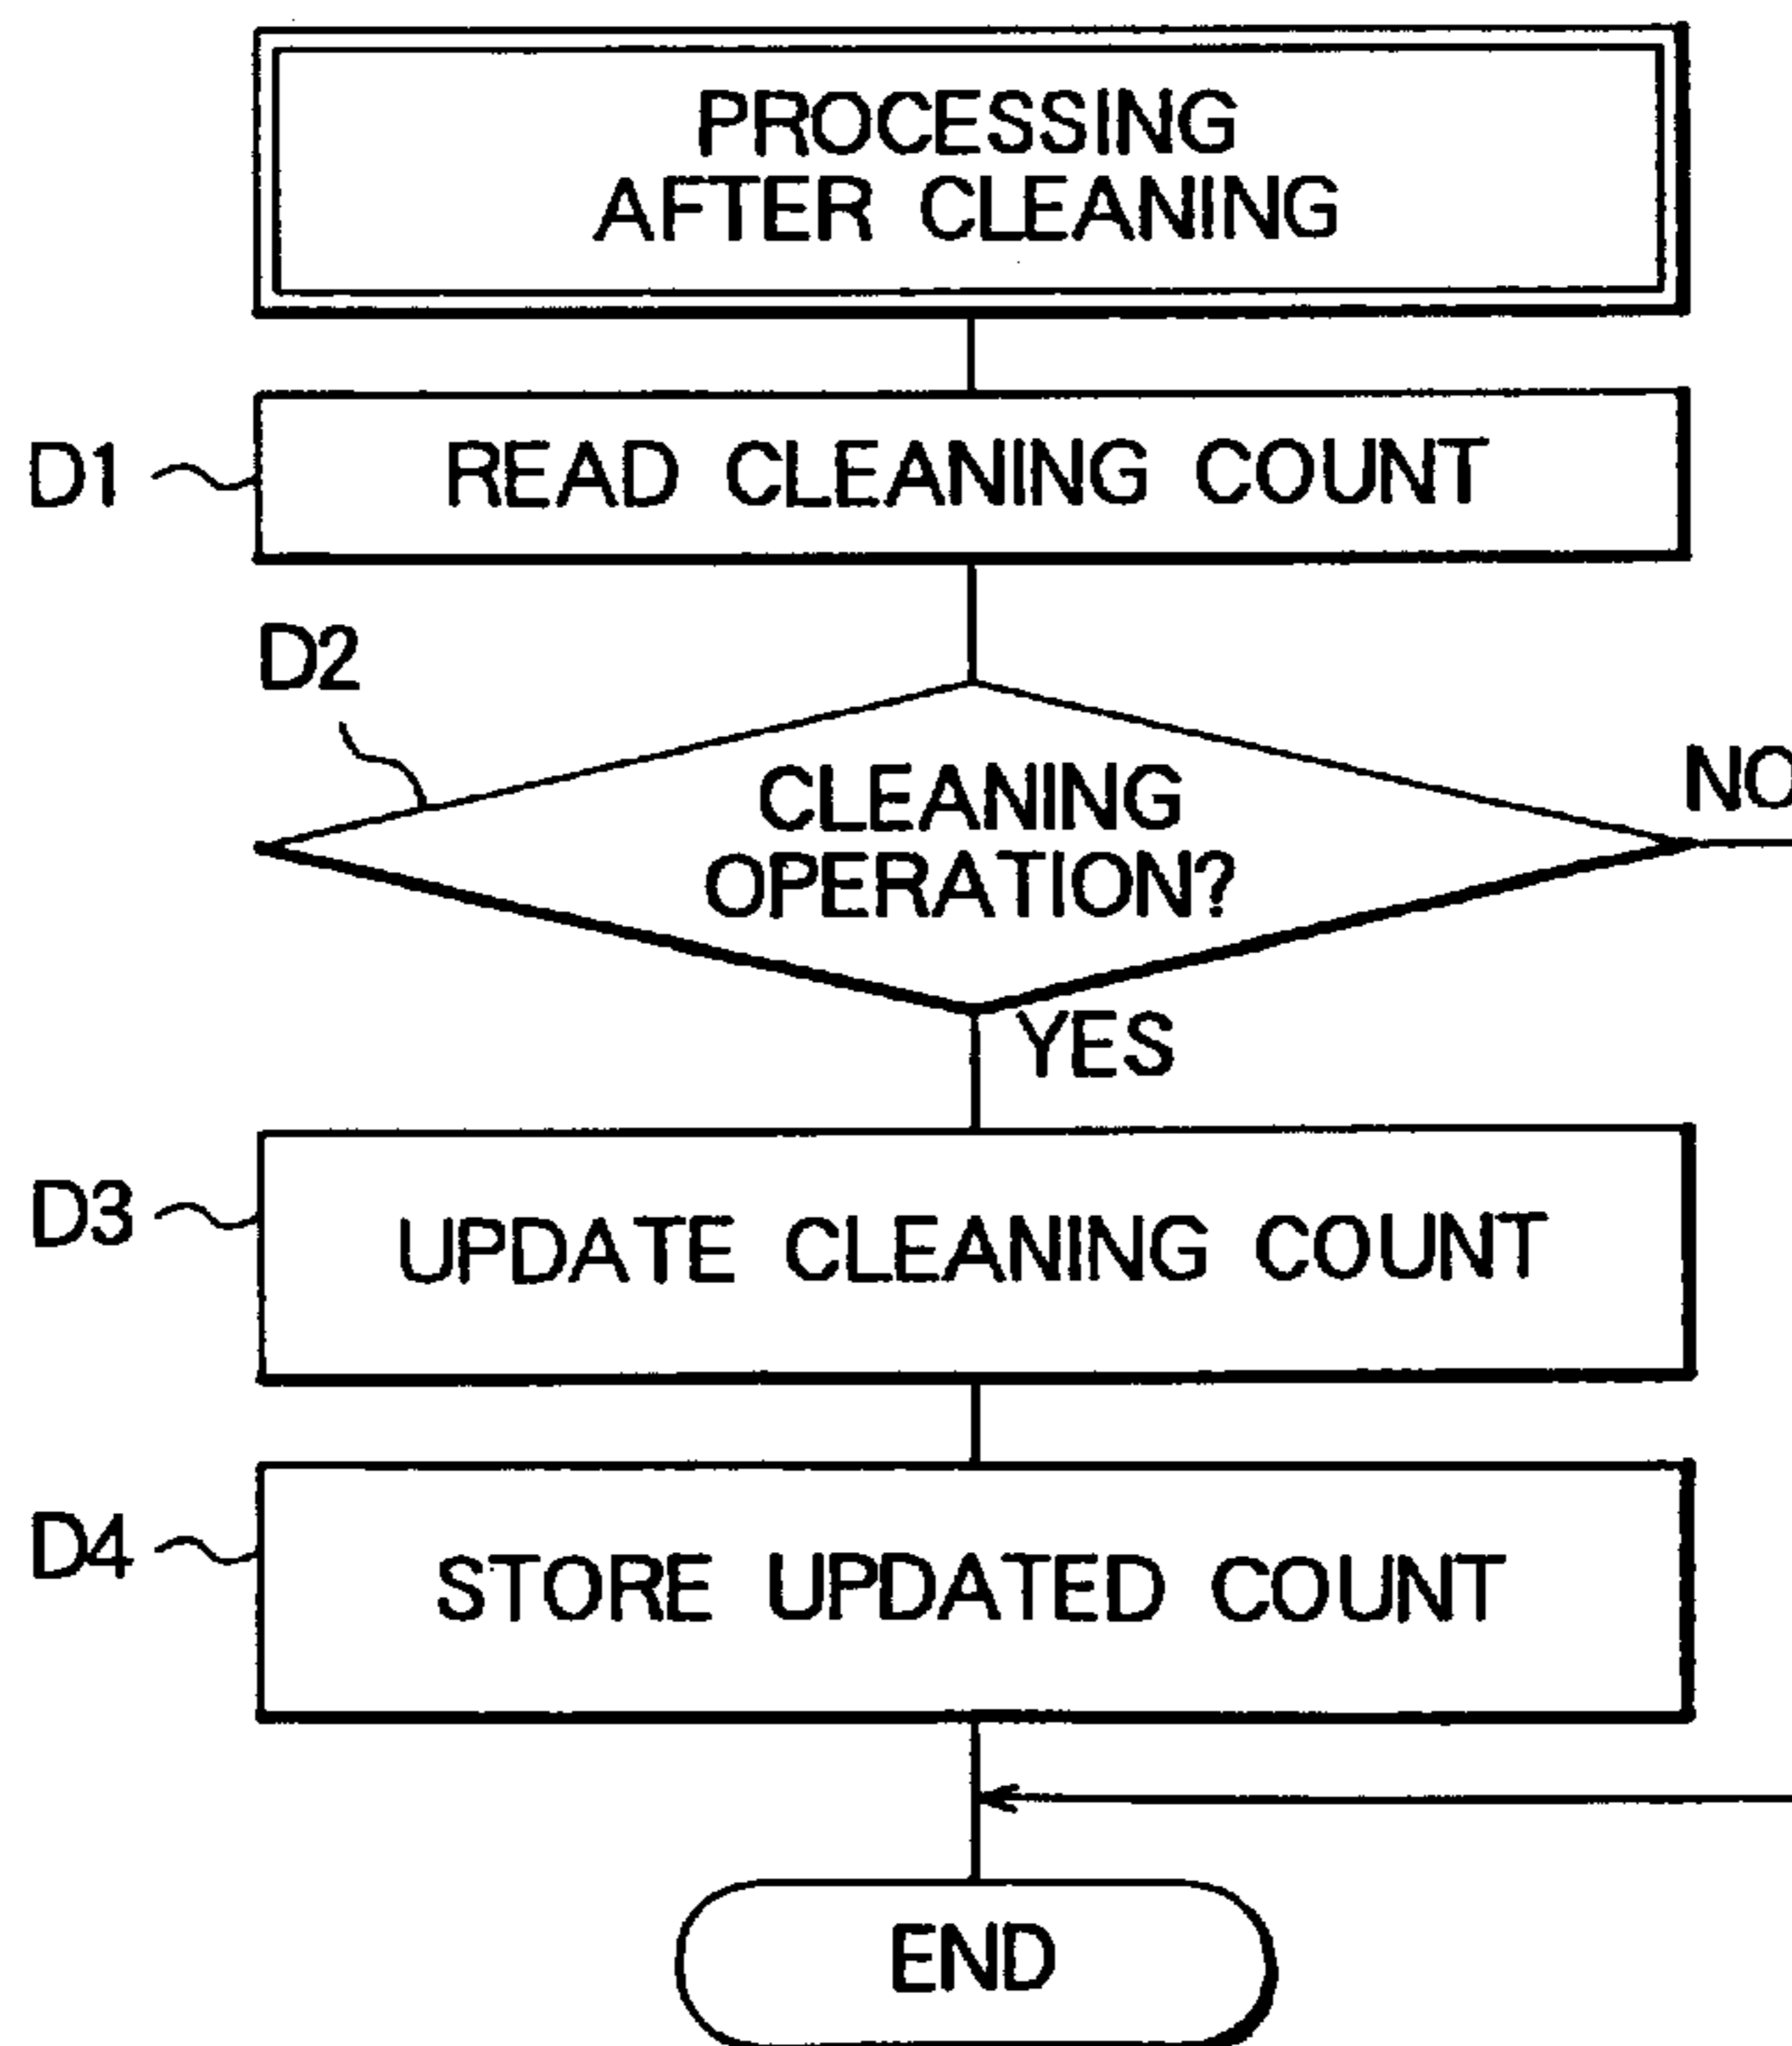 PROCESSING
AFTER CLEANING
D1
READ CLEANING COUNT
D2
CLEANING
OPERATION?
NO
YES
D3
UPDATE CLEANING COUNT
D4
STORE UPDATED COUNT
END